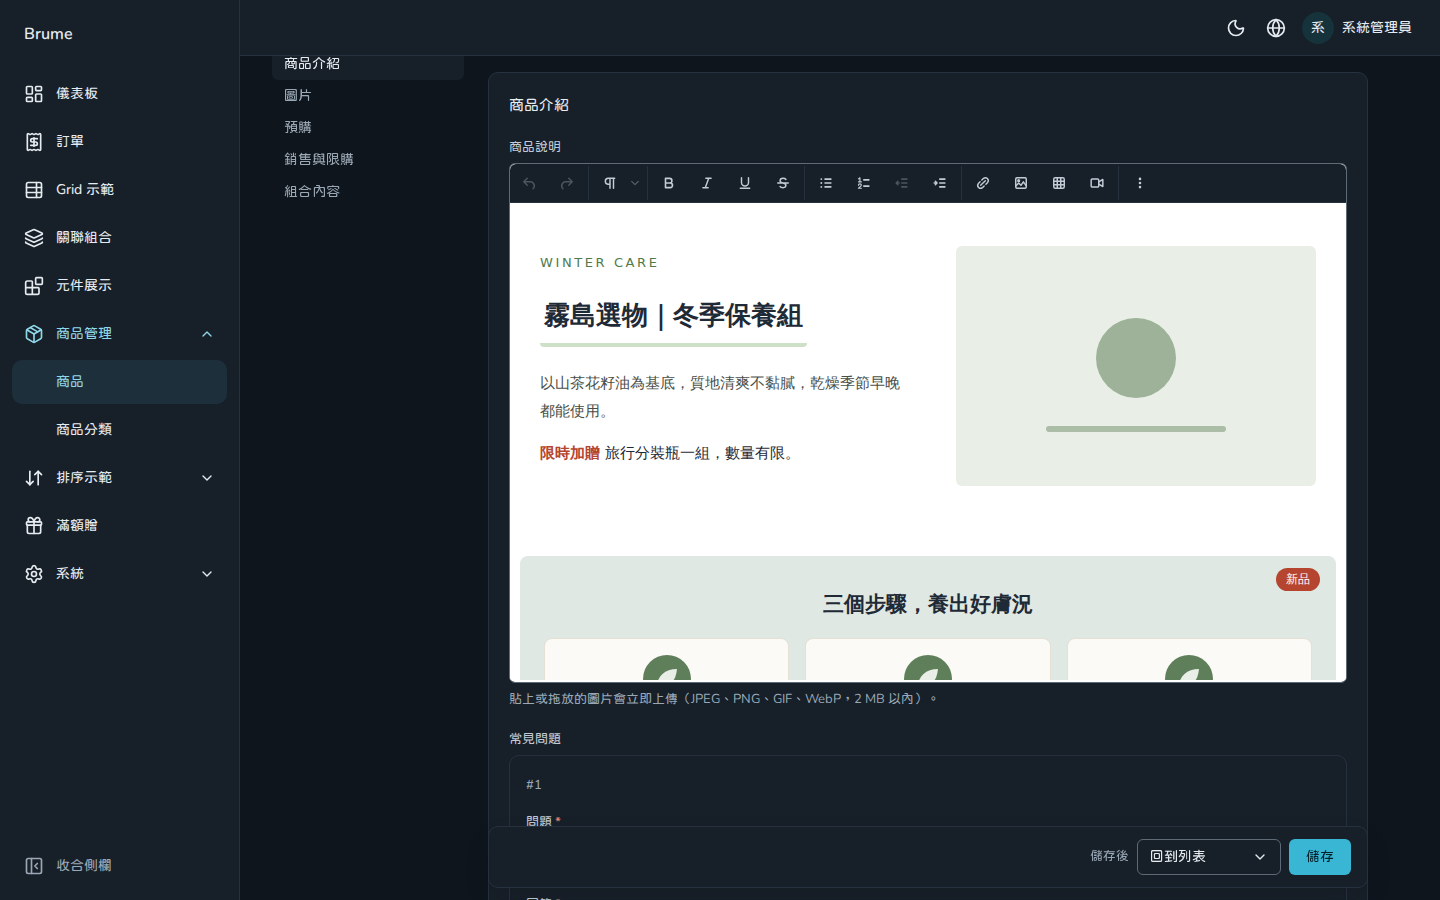 Brume
系
系統管理員
儀表板
訂單
Grid 示範
關聯組合
元件展示
商品管理
商品
商品分類
排序示範
滿額贈
系統
收合側欄
商品介紹
圖片
預購
銷售與限購
組合內容
商品介紹
商品說明
WINTER CARE
霧島選物｜冬季保養組
以山茶花籽油為基底，質地清爽不黏膩，乾燥季節早晚
都能使用。
限時加贈 旅行分裝瓶一組，數量有限。
新品
三個步驟，養出好膚況
貼上或拖放的圖片會立即上傳（JPEG、PNG、GIF、WebP，2 MB 以內）。
常見問題
#1
問題 *
儲存後
回到列表
儲存